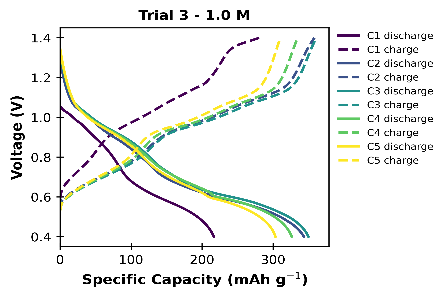 Trial 3 - 1.0 M
1.4
1.2
1.0
0.8
0.6
0.4
Voltage (V)
0
100
200
300
Specific Capacity (mAh g⁻¹)
C1 discharge
C1 charge
C2 discharge
C2 charge
C3 discharge
C3 charge
C4 discharge
C4 charge
C5 discharge
C5 charge